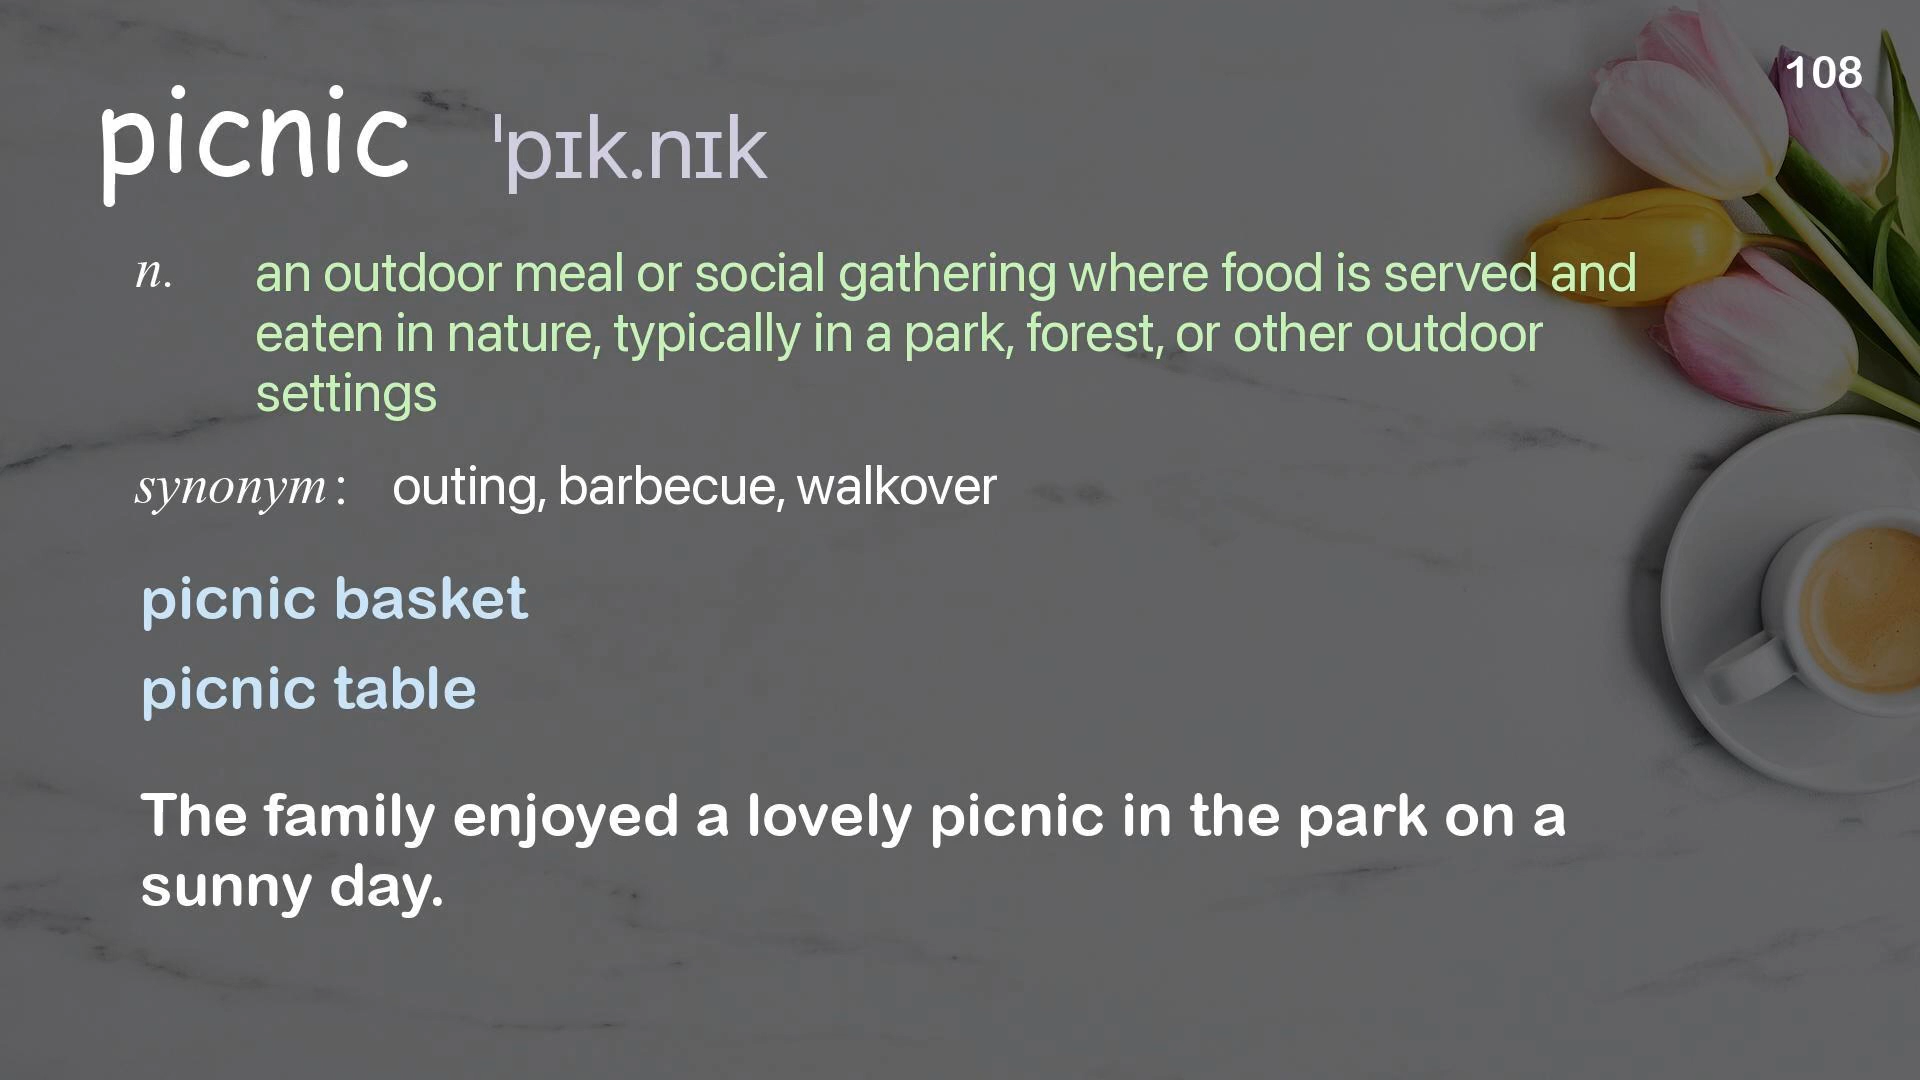 108
picnic ˈpɪk.nɪk
n. an outdoor meal or social gathering where food is served and
eaten in nature, typically in a park, forest, or other outdoor
settings
synonym: outing, barbecue, walkover
picnic basket
picnic table
The family enjoyed a lovely picnic in the park on a
sunny day.